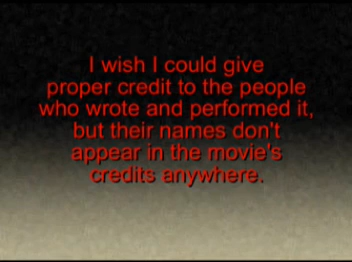 I wish I could give
proper credit to the people
who wrote and performed it,
but their names don't
appear in the movie's
credits anywhere.